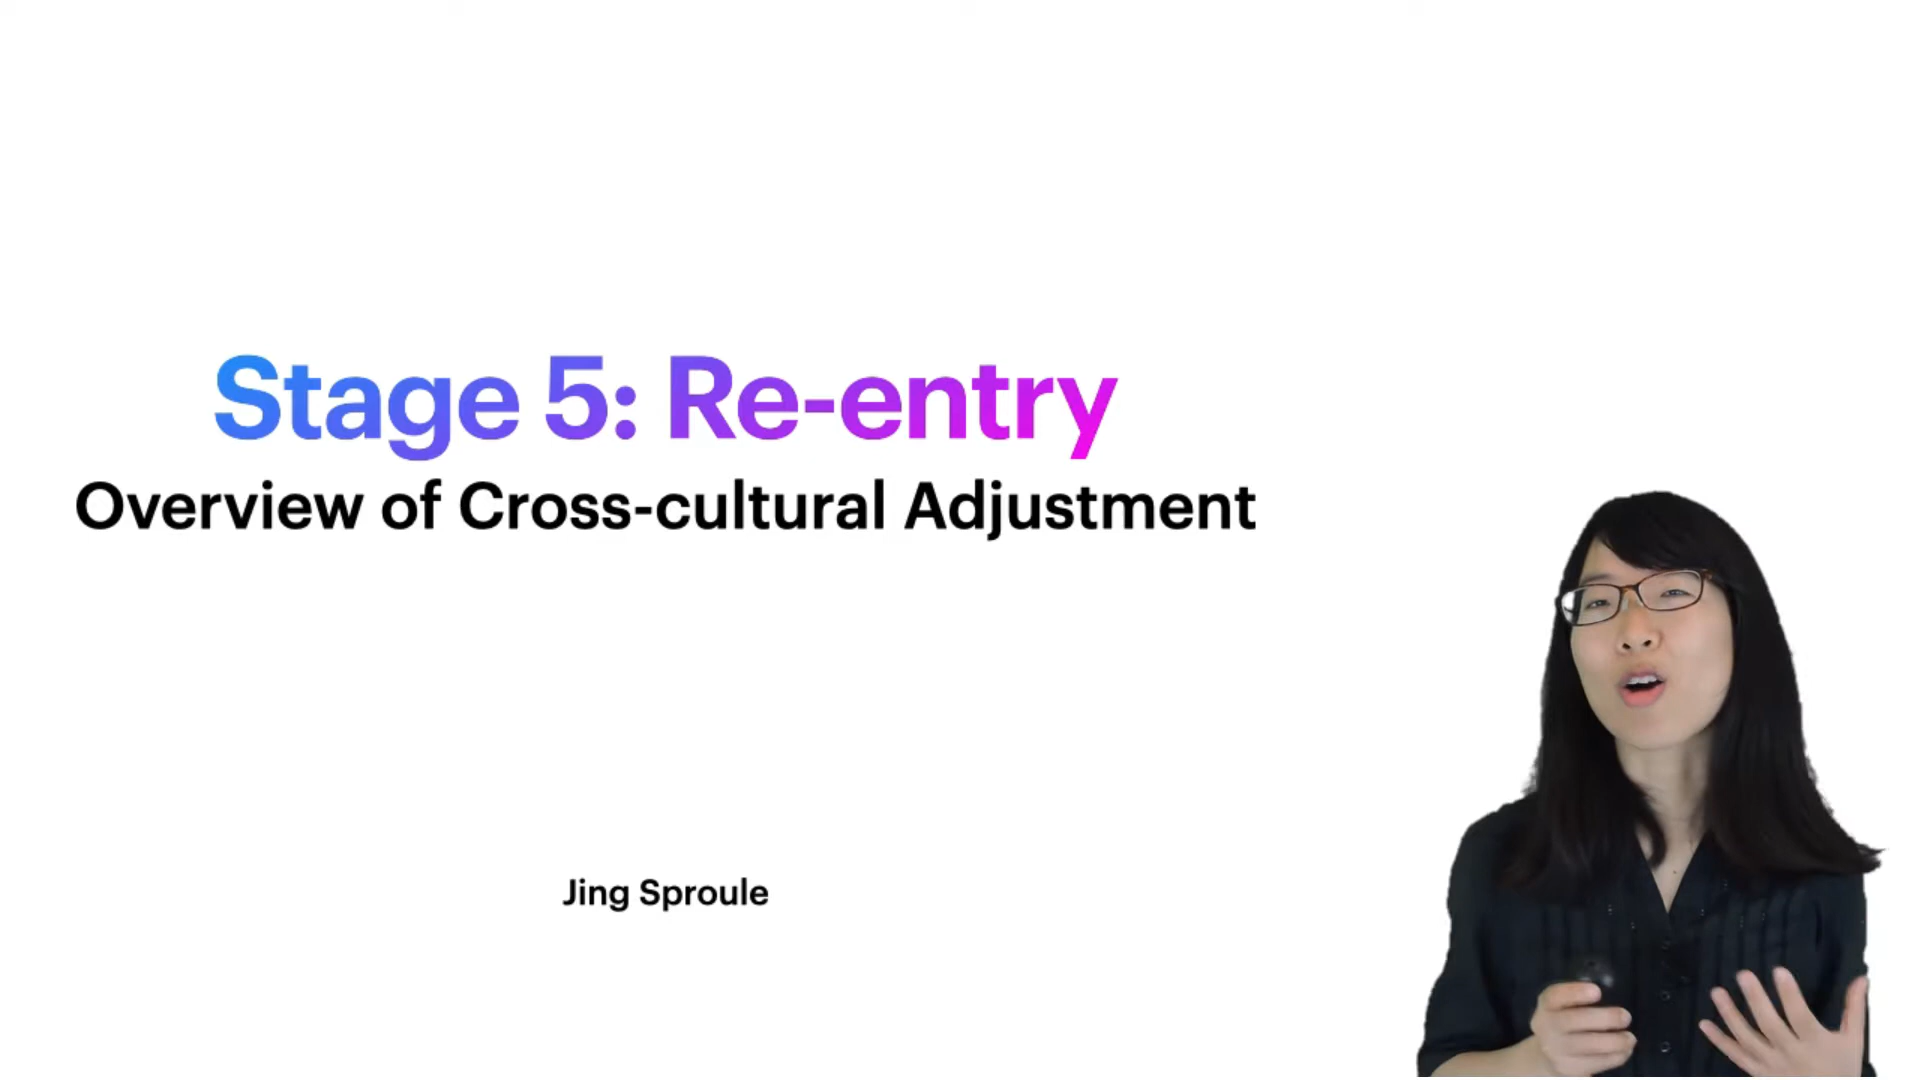 Stage 5: Re-entry
Overview of Cross-cultural Adjustment
Jing Sproule